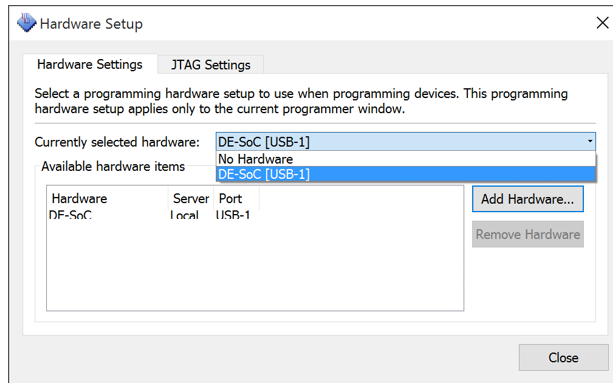 Hardware Setup
Hardware Settings
JTAG Settings
Select a programming hardware setup to use when programming devices. This programming
hardware setup applies only to the current programmer window.
Currently selected hardware:
DE-SoC [USB-1]
No Hardware
DE-SoC [USB-1]
Available hardware items
Hardware Server Port
DE-SoC Local USB-1
Add Hardware...
Remove Hardware
Close